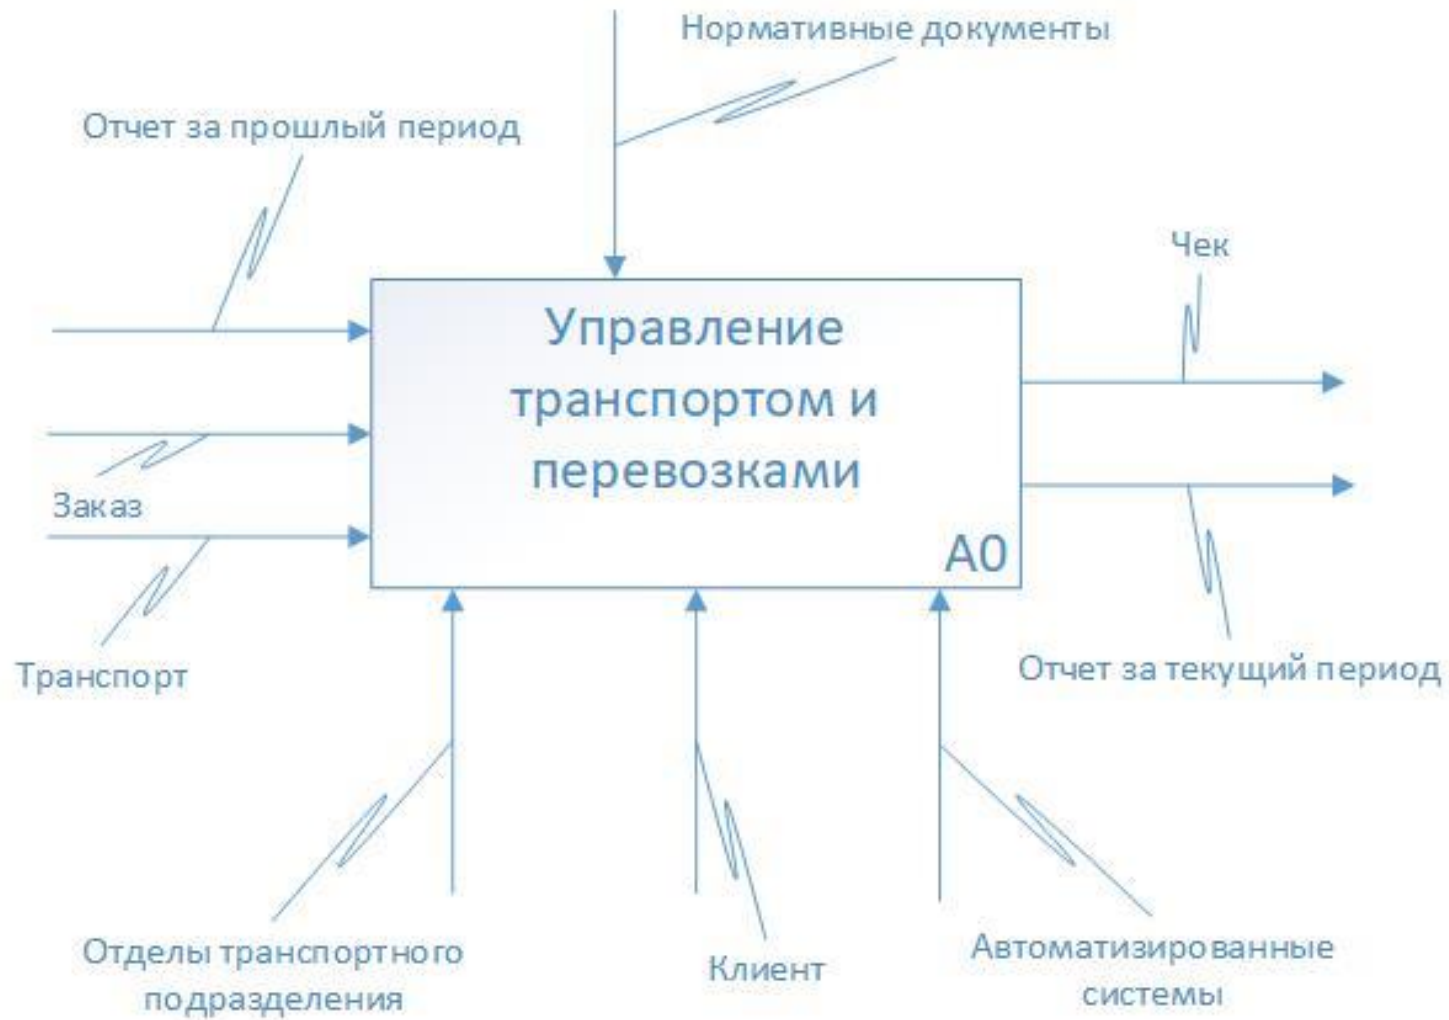 Нормативные документы
Отчет за прошлый период
Чек
Управление
транспортом и
перевозками
Заказ
А0
Транспорт
Отчет за текущий период
Отделы транспортного
подразделения
Клиент
Автоматизированные
системы